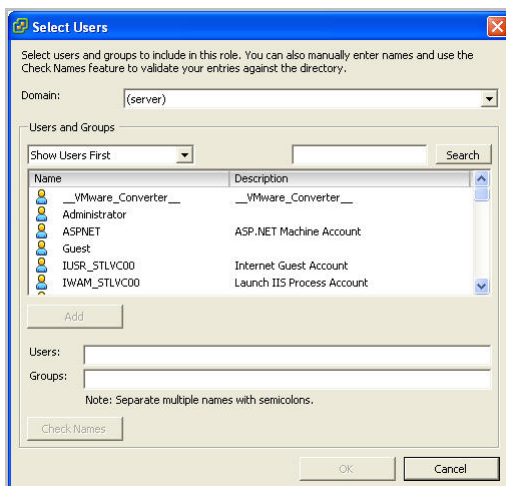 Select Users
Select users and groups to include in this role. You can also manually enter names and use the
Check Names feature to validate your entries against the directory.
Domain: (server)
Users and Groups
Show Users First Search
Name Description
__VMware_Converter__ __VMware_Converter__
Administrator
ASPNET ASP.NET Machine Account
Guest
IUSR_STLVC00 Internet Guest Account
IWAM_STLVC00 Launch IIS Process Account
Add
Users:
Groups:
Note: Separate multiple names with semicolons.
Check Names
OK Cancel